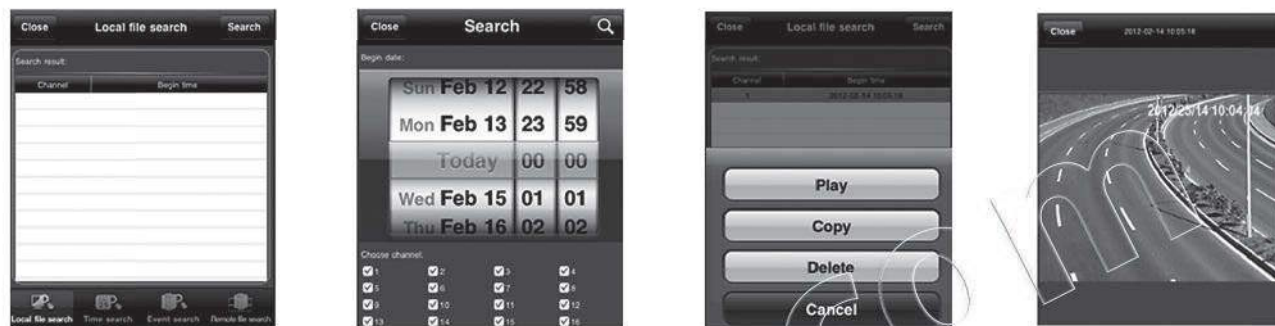 Close Local file search Search
Search result:
Channel Begin time
Local file search Time search Event search Remote file search
Close Search
Begin date:
Sun Feb 12 22 58
Mon Feb 13 23 59
Today 00 00
Wed Feb 15 01 01
Thu Feb 16 02 02
Choose channel:
1 2 3 4
5 6 7 8
9 10 11 12
13 14 15 16
Close Local file search Search
Search result:
Channel Begin time
1 2012-02-14 10:05:16
Play
Copy
Delete
Cancel
Close 2012-02-14 10:05:16
10:04